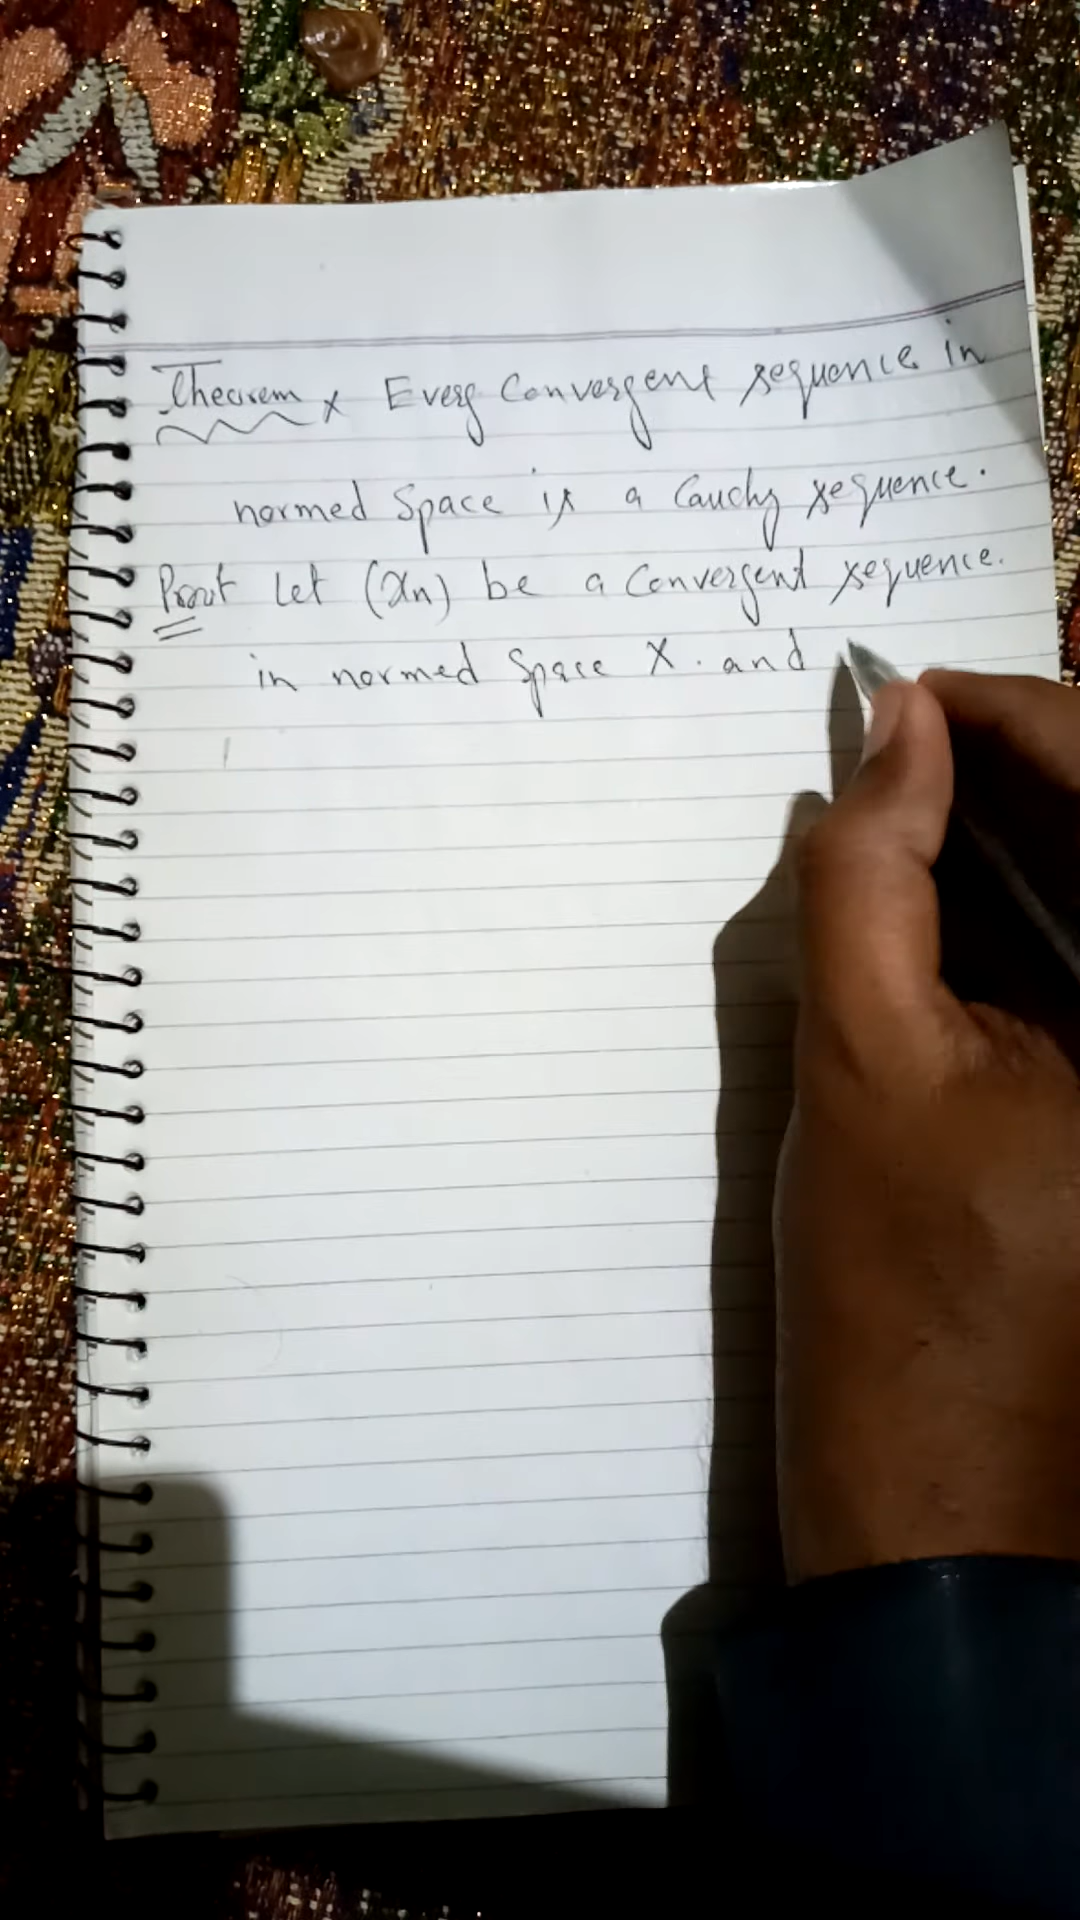 Theorem x Every Convergent sequence in
normed Space is a Cauchy sequence.
Proof Let (xn) be a Convergent sequence.
in normed Space X. and